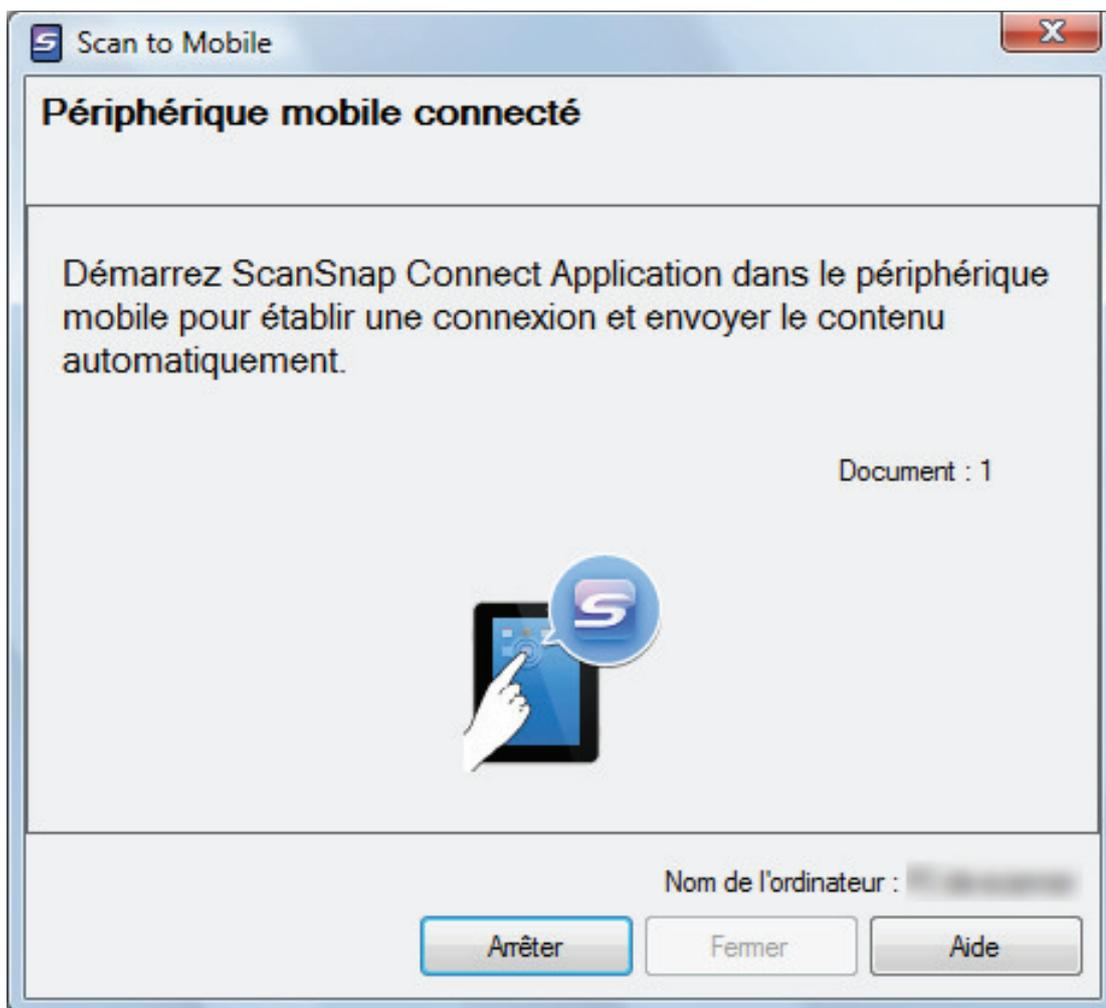 Scan to Mobile
Périphérique mobile connecté
Démarrez ScanSnap Connect Application dans le périphérique
mobile pour établir une connexion et envoyer le contenu
automatiquement.
Document : 1
Nom de l'ordinateur :
Arrêter
Fermer
Aide